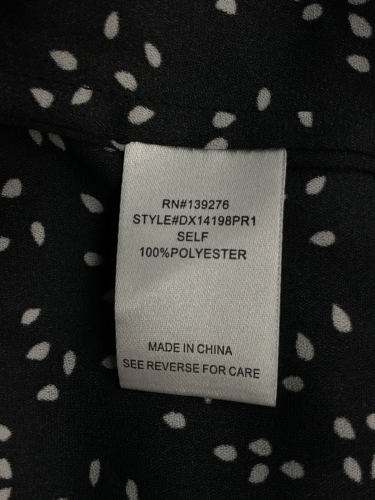 RN#139276
STYLE#DX14198PR1
SELF
100%POLYESTER
MADE IN CHINA
SEE REVERSE FOR CARE